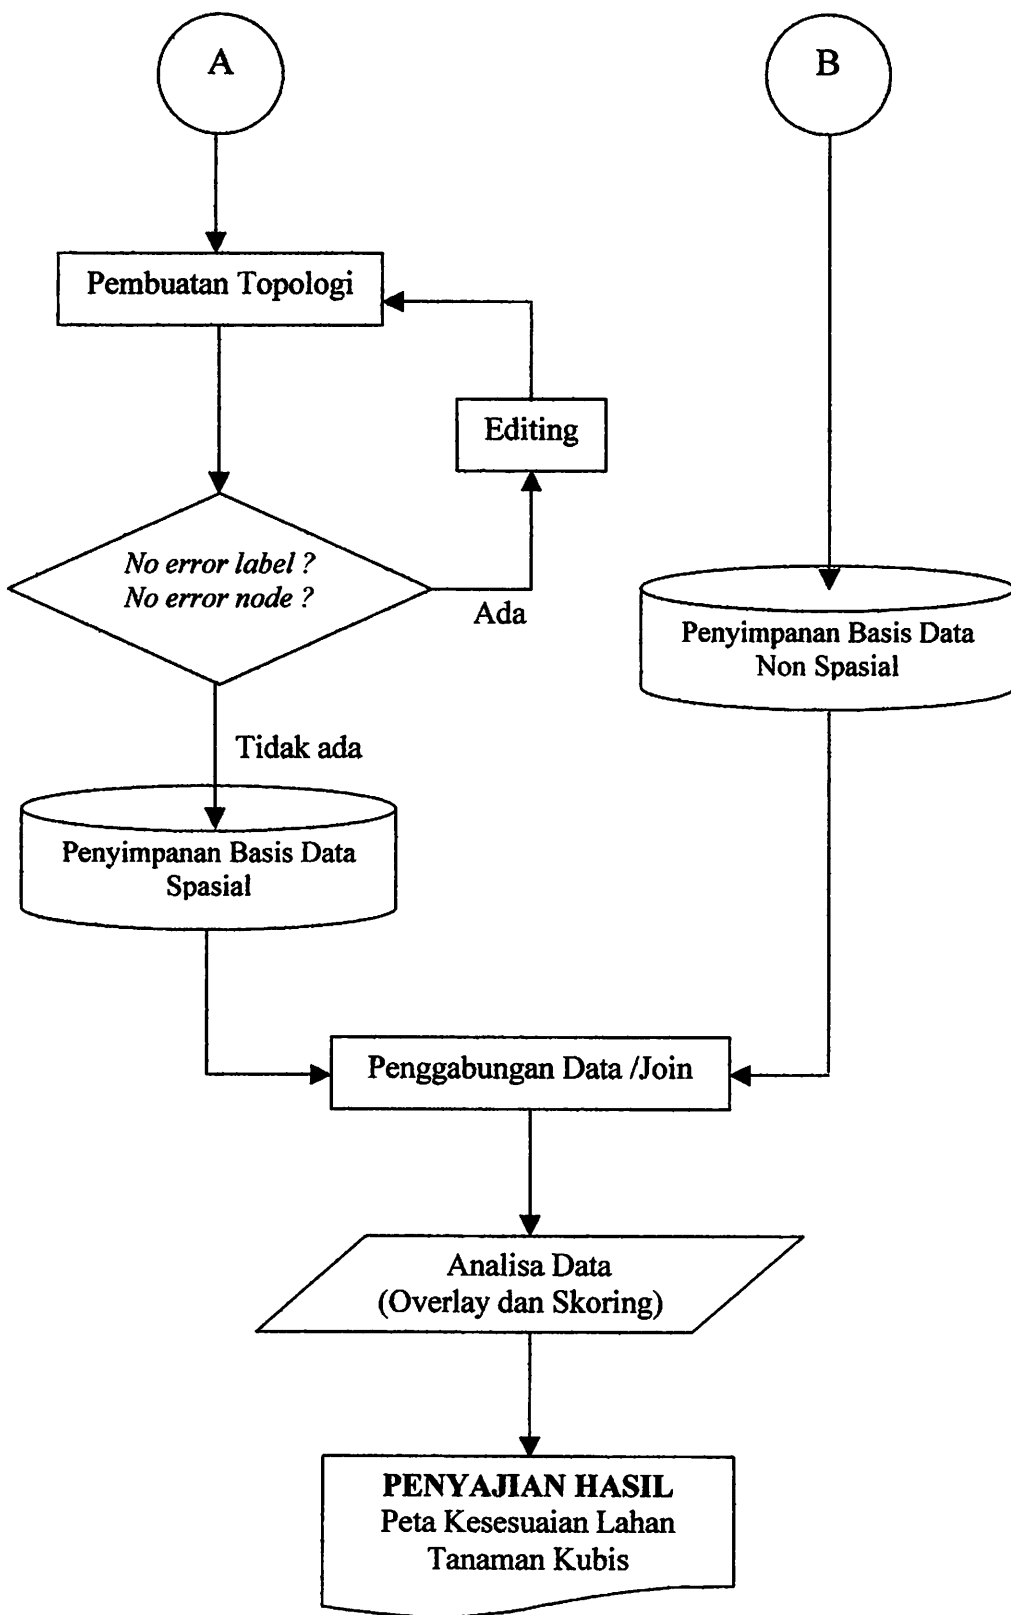 A
B
Pembuatan Topologi
Editing
No error label ?
No error node ?
Ada
Penyimpanan Basis Data
Non Spasial
Tidak ada
Penyimpanan Basis Data
Spasial
Penggabungan Data /Join
Analisa Data
(Overlay dan Skoring)
PENYAJIAN HASIL
Peta Kesesuaian Lahan
Tanaman Kubis